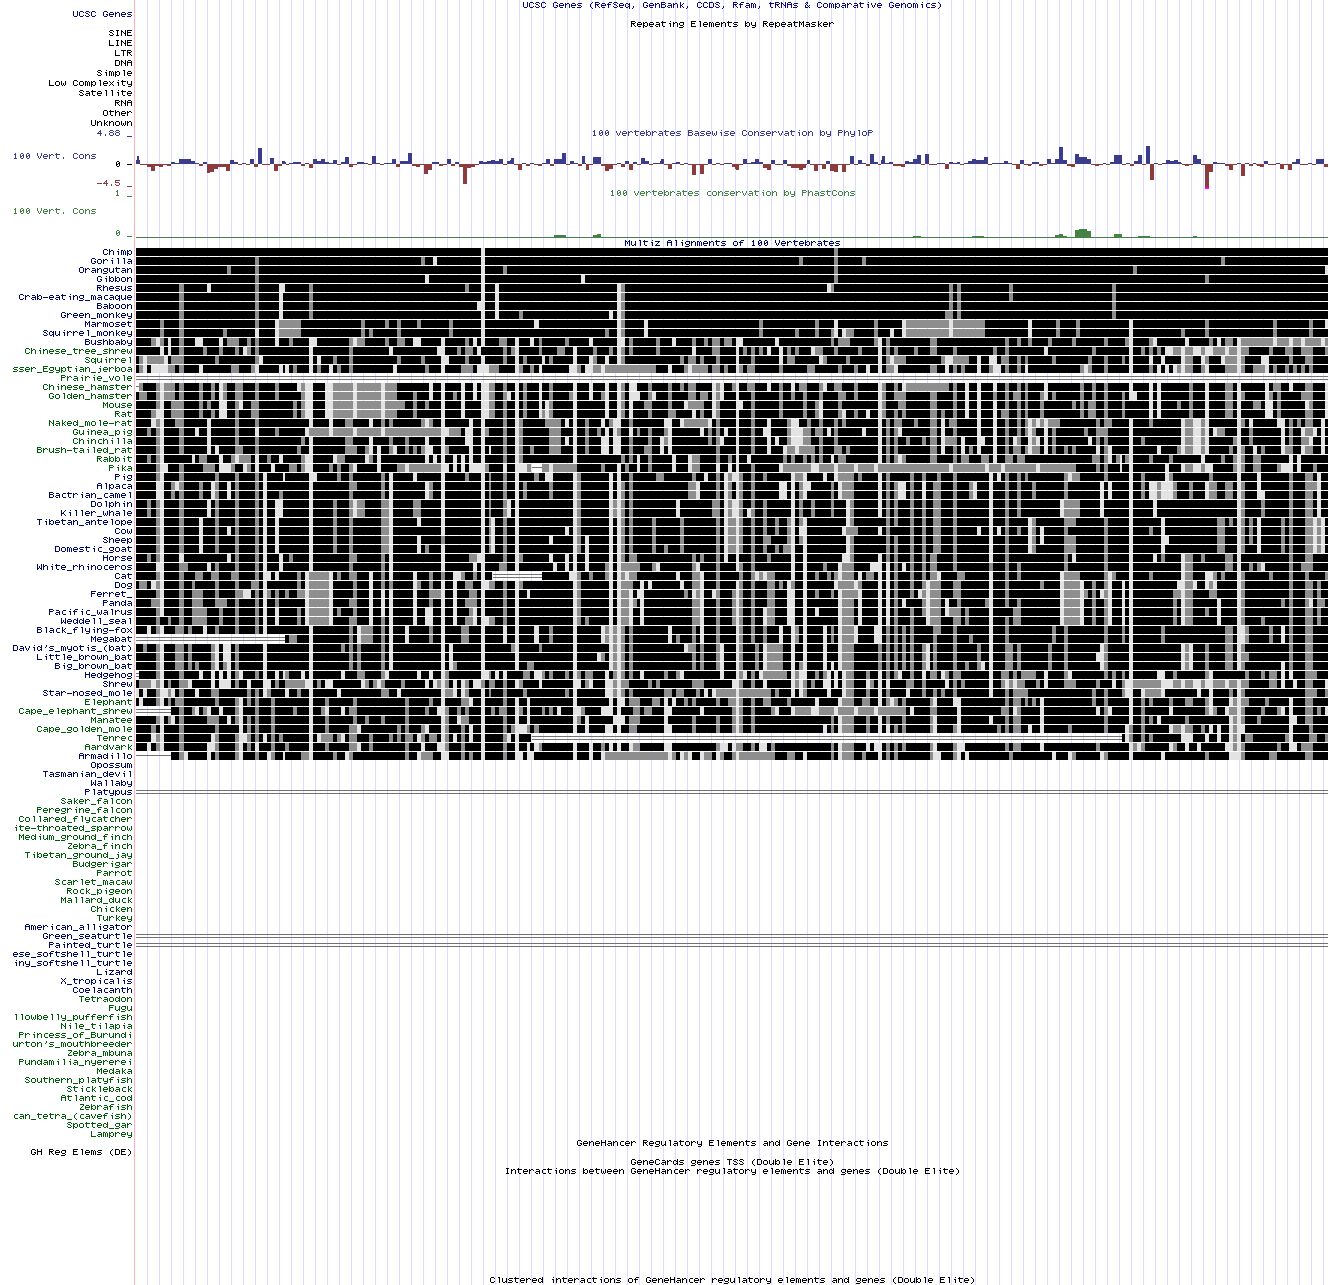 UCSC Genes (RefSeq, GenBank, CCDS, Rfam, tRNAs & Comparative Genomics)
UCSC Genes
Repeating Elements by RepeatMasker
SINE
LINE
LTR
DNA
Simple
Low Complexity
Satellite
RNA
Other
Unknown
100 vertebrates Basewise Conservation by PhyloP
4.88 _
100 Vert. Cons
0 _
-4.5 _
100 vertebrates conservation by PhastCons
1 _
100 Vert. Cons
0 _
Multiz Alignments of 100 Vertebrates
Chimp
Gorilla
Orangutan
Gibbon
Rhesus
Crab-eating_macaque
Baboon
Green_monkey
Marmoset
Squirrel_monkey
Bushbaby
Chinese_tree_shrew
Squirrel
sser_Egyptian_jerboa
Prairie_vole
Chinese_hamster
Golden_hamster
Mouse
Rat
Naked_mole-rat
Guinea_pig
Chinchilla
Brush-tailed_rat
Rabbit
Pika
Pig
Alpaca
Bactrian_camel
Dolphin
Killer_whale
Tibetan_antelope
Cow
Sheep
Domestic_goat
Horse
White_rhinoceros
Cat
Dog
Ferret_
Panda
Pacific_walrus
Weddell_seal
Black_flying-fox
Megabat
David's_myotis_(bat)
Little_brown_bat
Big_brown_bat
Hedgehog
Shrew
Star-nosed_mole
Elephant
Cape_elephant_shrew
Manatee
Cape_golden_mole
Tenrec
Aardvark
Armadillo
Opossum
Tasmanian_devil
Wallaby
Platypus
Saker_falcon
Peregrine_falcon
Collared_flycatcher
ite-throated_sparrow
Medium_ground_finch
Zebra_finch
Tibetan_ground_jay
Budgerigar
Parrot
Scarlet_macaw
Rock_pigeon
Mallard_duck
Chicken
Turkey
American_alligator
Green_seaturtle
Painted_turtle
ese_softshell_turtle
iny_softshell_turtle
Lizard
X_tropicalis
Coelacanth
Tetraodon
Fugu
llowbelly_pufferfish
Nile_tilapia
Princess_of_Burundi
urton's_mouthbreeder
Zebra_mbuna
Pundamilia_nyererei
Medaka
Southern_platyfish
Stickleback
Atlantic_cod
Zebrafish
can_tetra_(cavefish)
Spotted_gar
Lamprey
GeneHancer Regulatory Elements and Gene Interactions
GH Reg Elems (DE)
GeneCards genes TSS (Double Elite)
Interactions between GeneHancer regulatory elements and genes (Double Elite)
Clustered interactions of GeneHancer regulatory elements and genes (Double Elite)